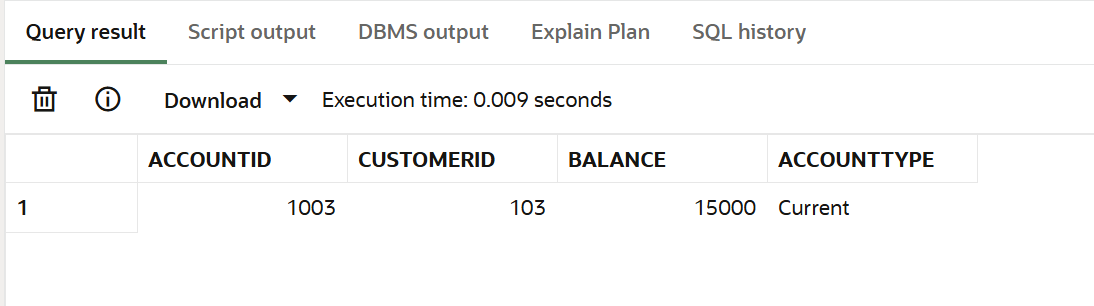 Query result Script output DBMS output Explain Plan SQL history
Download Execution time: 0.009 seconds
ACCOUNTID CUSTOMERID BALANCE ACCOUNTTYPE
1 1003 103 15000 Current